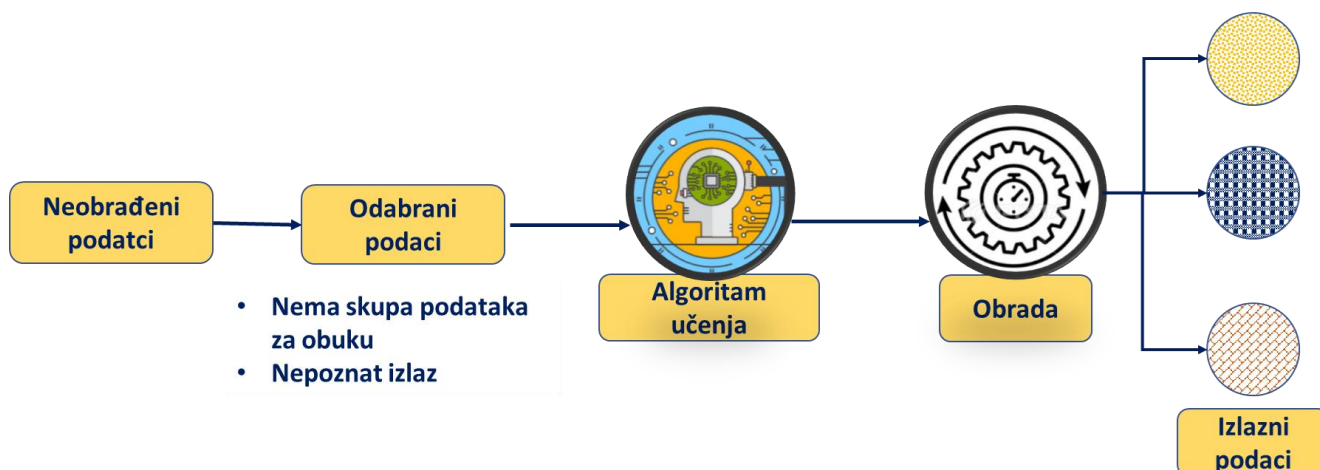 Neobrađeni
podatci
Odabrani
podaci
• Nema skupa podataka
za obuku
• Nepoznat izlaz
Algoritam
učenja
Obrada
Izlazni
podaci